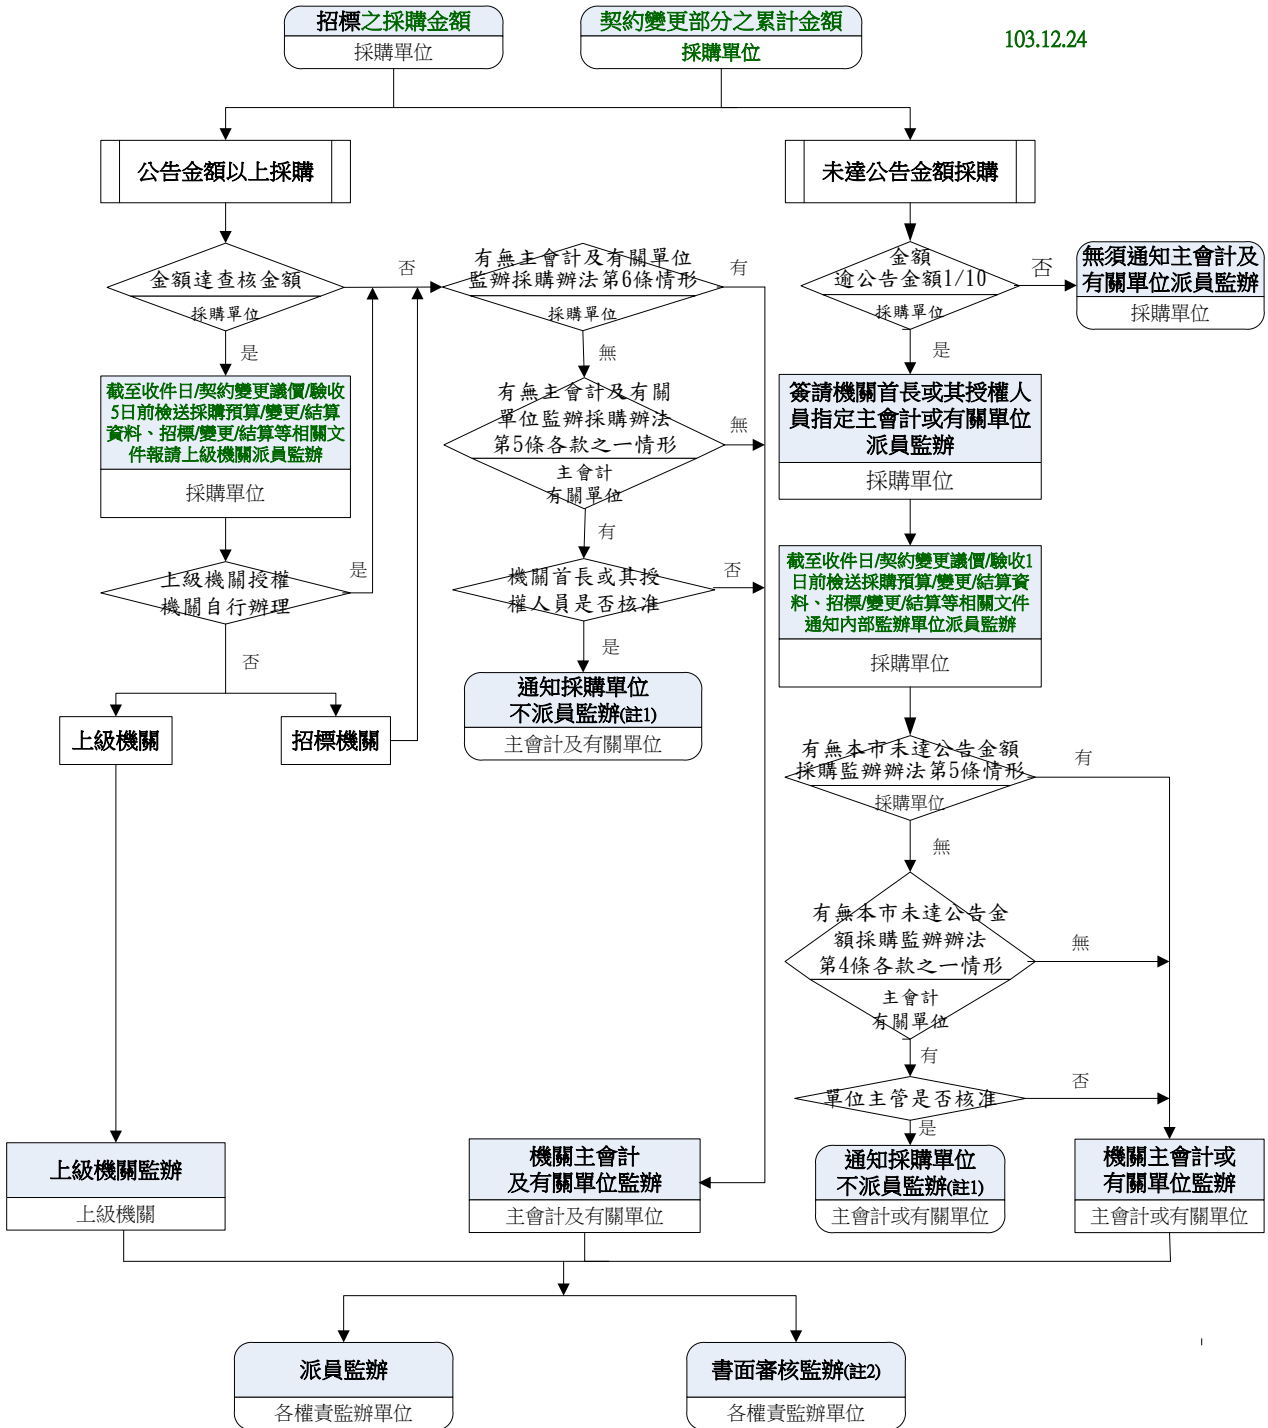 招標之採購金額
採購單位
契約變更部分之累計金額
採購單位
103.12.24
公告金額以上採購
未達公告金額採購
金額達查核金額
採購單位
否
是
有無主會計及有關單位
監辦採購辦法第6條情形
採購單位
有
無
金額
逾公告金額1/10
採購單位
否
是
無須通知主會計及
有關單位派員監辦
採購單位
截至收件日/契約變更議價/驗收
5日前檢送採購預算/變更/結算
資料、招標/變更/結算等相關文
件報請上級機關派員監辦
採購單位
有無主會計及有關
單位監辦採購辦法
第5條各款之一情形
主會計
有關單位
無
有
簽請機關首長或其授權人
員指定主會計或有關單位
派員監辦
採購單位
上級機關授權
機關自行辦理
是
否
機關首長或其授
權人員是否核准
否
是
截至收件日/契約變更議價/驗收1
日前檢送採購預算/變更/結算資
料、招標/變更/結算等相關文件
通知內部監辦單位派員監辦
採購單位
上級機關
招標機關
通知採購單位
不派員監辦(註1)
主會計及有關單位
有無本市未達公告金額
採購監辦辦法第5條情形
採購單位
有
無
有無本市未達公告金
額採購監辦辦法
第4條各款之一情形
主會計
有關單位
無
有
單位主管是否核准
否
是
上級機關監辦
上級機關
機關主會計
及有關單位監辦
主會計及有關單位
通知採購單位
不派員監辦(註1)
主會計或有關單位
機關主會計或
有關單位監辦
主會計或有關單位
派員監辦
各權責監辦單位
書面審核監辦(註2)
各權責監辦單位